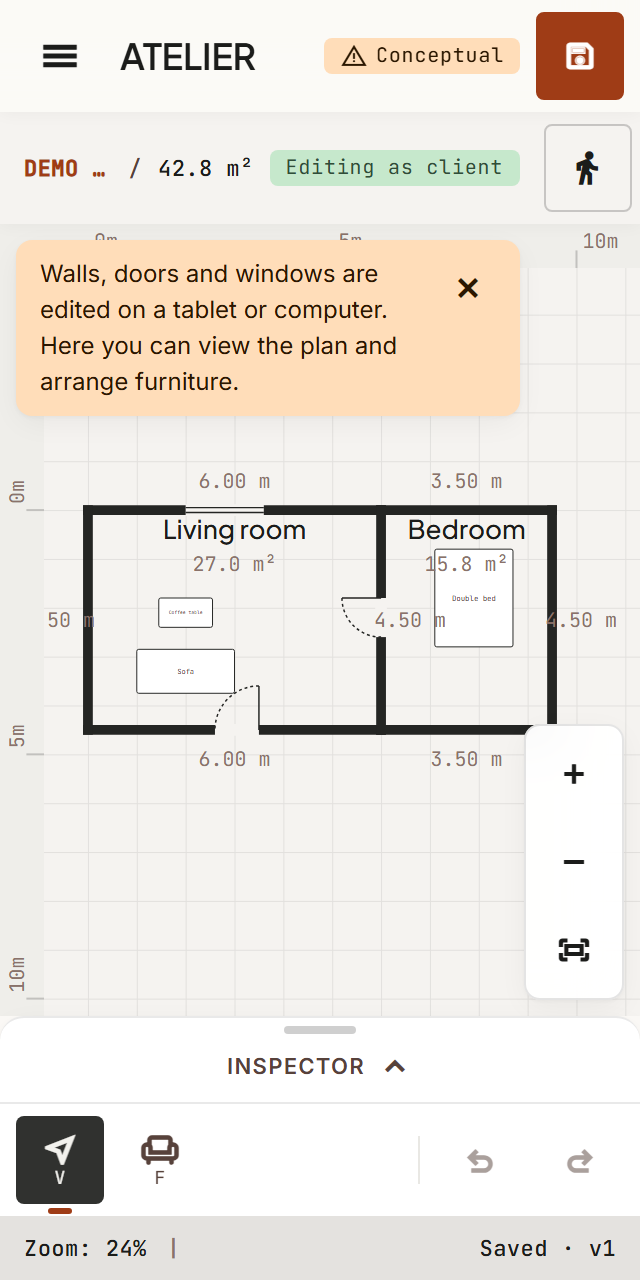 ATELIER
Conceptual
DEMO …
/ 42.8 m²
Editing as client
10m
Walls, doors and windows are
edited on a tablet or computer.
Here you can view the plan and
arrange furniture.
0m
6.00 m
3.50 m
Living room
27.0 m²
Bedroom
15.8 m²
Coffee table
Double bed
50 m
4.50 m
4.50 m
Sofa
5m
6.00 m
3.50 m
10m
INSPECTOR
V
F
Zoom: 24% |
Saved · v1